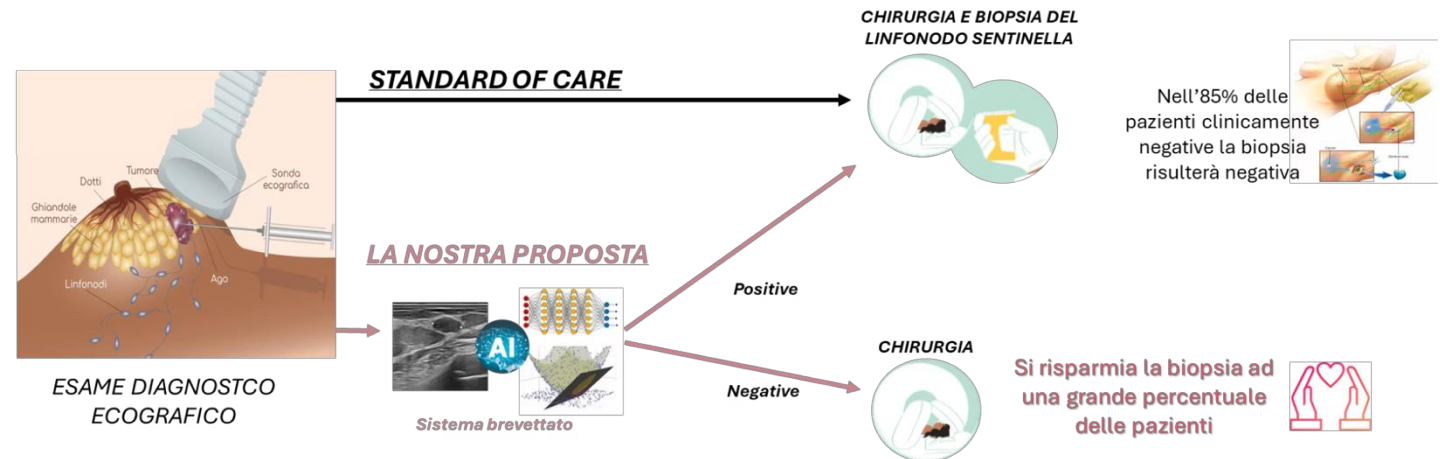 CHIRURGIA E BIOPSIA DEL
LINFONODO SENTINELLA
STANDARD OF CARE
Nell'85% delle
pazienti clinicamente
negative la biopsia
risulterà negativa
Tumore
Dotti
Sonda
ecografica
Ghiandole
mammarie
Ago
Linfonodi
LA NOSTRA PROPOSTA
AI
Sistema brevettato
Positive
Negative
ESAME DIAGNOSTCO
ECOGRAFICO
CHIRURGIA
Si risparmia la biopsia ad
una grande percentuale
delle pazienti